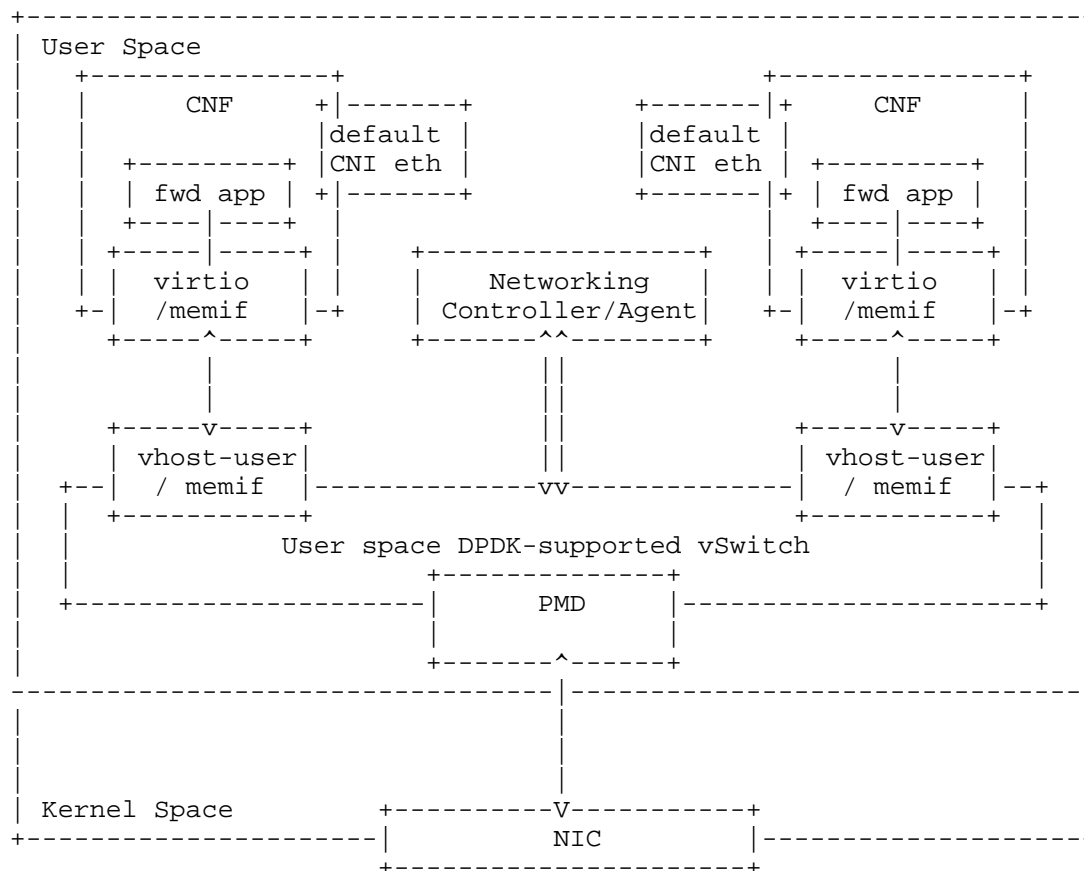 User Space
CNF CNF
default default
CNI eth CNI eth
fwd app fwd app
virtio Networking virtio
/memif Controller/Agent /memif
vhost-user vhost-user
/ memif / memif
User space DPDK-supported vSwitch
PMD
Kernel Space
NIC